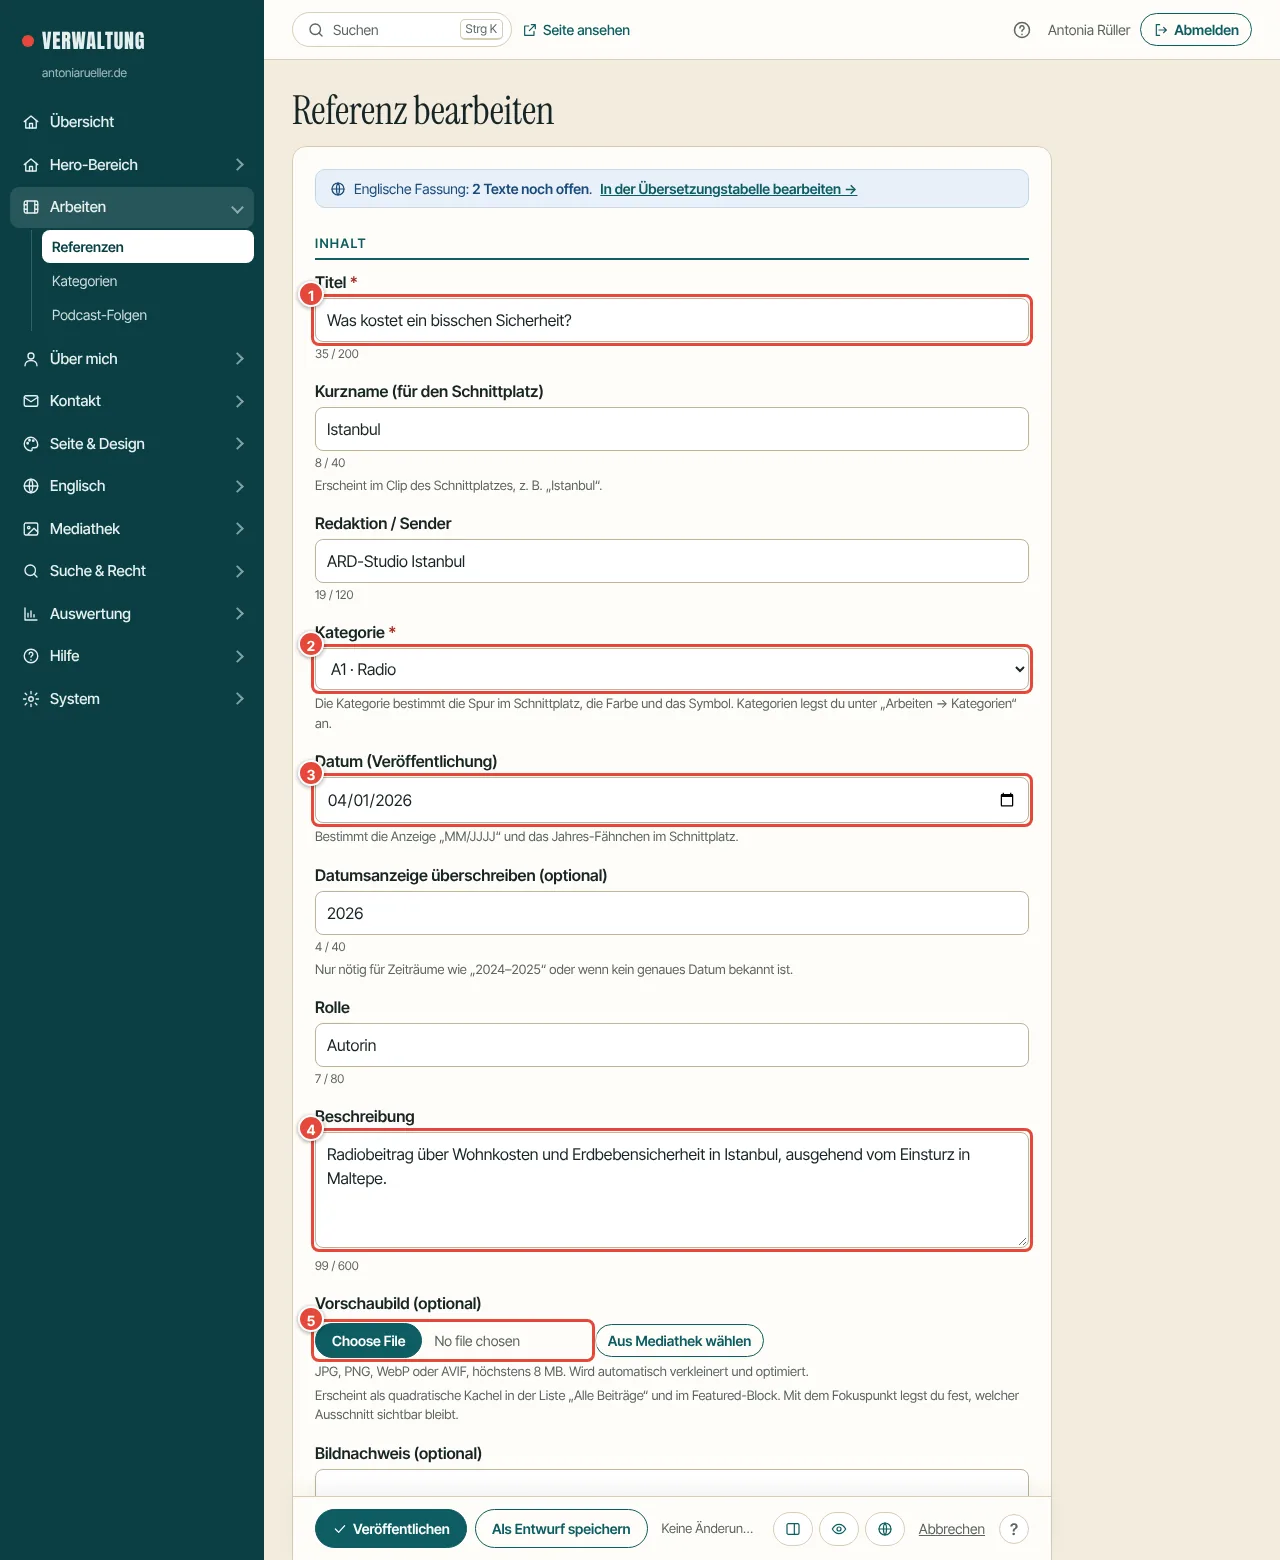 VERWALTUNG
antoniarueller.de
Übersicht
Hero-Bereich
Arbeiten
Referenzen
Kategorien
Podcast-Folgen
Über mich
Kontakt
Seite & Design
Englisch
Mediathek
Suche & Recht
Auswertung
Hilfe
System
Suchen
Strg K
Seite ansehen
Antonia Rüller
Abmelden
Referenz bearbeiten
Englische Fassung: 2 Texte noch offen. In der Übersetzungstabelle bearbeiten →
INHALT
Titel *
1
Was kostet ein bisschen Sicherheit?
35 / 200
Kurzname (für den Schnittplatz)
Istanbul
8 / 40
Erscheint im Clip des Schnittplatzes, z. B. „Istanbul“.
Redaktion / Sender
ARD-Studio Istanbul
19 / 120
Kategorie *
2
A1 · Radio
Die Kategorie bestimmt die Spur im Schnittplatz, die Farbe und das Symbol. Kategorien legst du unter „Arbeiten → Kategorien“
an.
Datum (Veröffentlichung)
3
04/01/2026
Bestimmt die Anzeige „MM/JJJJ“ und das Jahres-Fähnchen im Schnittplatz.
Datumsanzeige überschreiben (optional)
2026
4 / 40
Nur nötig für Zeiträume wie „2024–2025“ oder wenn kein genaues Datum bekannt ist.
Rolle
Autorin
7 / 80
Beschreibung
4
Radiobeitrag über Wohnkosten und Erdbebensicherheit in Istanbul, ausgehend vom Einsturz in
Maltepe.
99 / 600
Vorschaubild (optional)
5
Choose File
No file chosen
Aus Mediathek wählen
JPG, PNG, WebP oder AVIF, höchstens 8 MB. Wird automatisch verkleinert und optimiert.
Erscheint als quadratische Kachel in der Liste „Alle Beiträge“ und im Featured-Block. Mit dem Fokuspunkt legst du fest, welcher
Ausschnitt sichtbar bleibt.
Bildnachweis (optional)
Veröffentlichen
Als Entwurf speichern
Keine Änderun...
Abbrechen
?